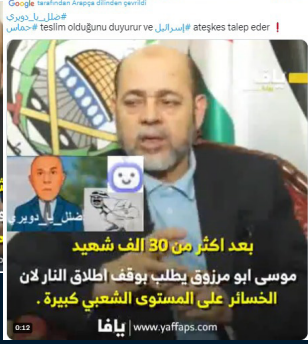 Google tarafından Arapça dilinden çevrildi
#ضلل_يا_دويري
#حماس teslim olduğunu duyurur ve #إسرائيل ateşkes talep eder ❗
يافا
ضلل_يا_دويري
بعد اكثر من 30 الف شهيد
موسى ابو مرزوق يطلب بوقف اطلاق النار لان
الخسائر على المستوى الشعبي كبيرة .
0:12
يافا | www.yaffaps.com